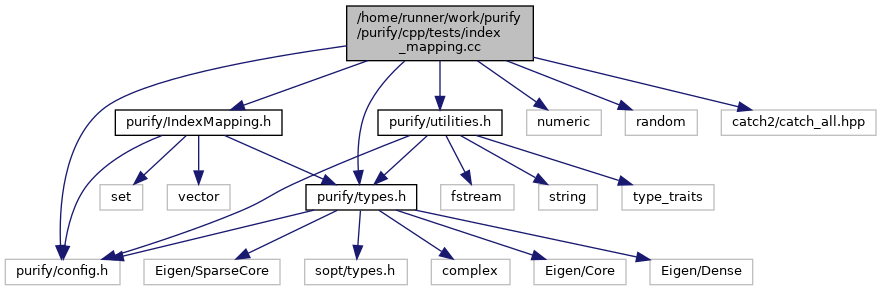 /home/runner/work/purify
/purify/cpp/tests/index
_mapping.cc
purify/IndexMapping.h
purify/utilities.h
numeric
random
catch2/catch_all.hpp
set
vector
purify/types.h
fstream
string
type_traits
purify/config.h
Eigen/SparseCore
sopt/types.h
complex
Eigen/Core
Eigen/Dense